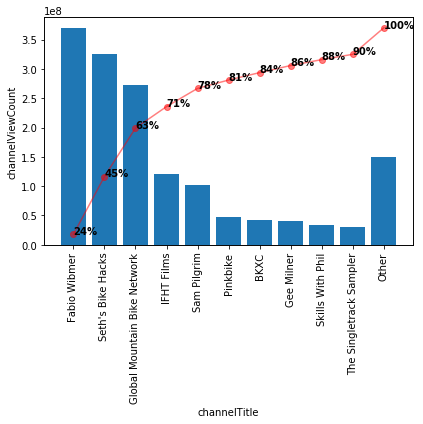 1e8
3.5
3.0
2.5
2.0
1.5
1.0
0.5
0.0
channelViewCount
24%
45%
63%
71%
78%
81%
84%
86%
88%
90%
100%
Fabio Wibmer
Seth's Bike Hacks
Global Mountain Bike Network
IFHT Films
Sam Pilgrim
Pinkbike
BKXC
Gee Milner
Skills With Phil
The Singletrack Sampler
Other
channelTitle